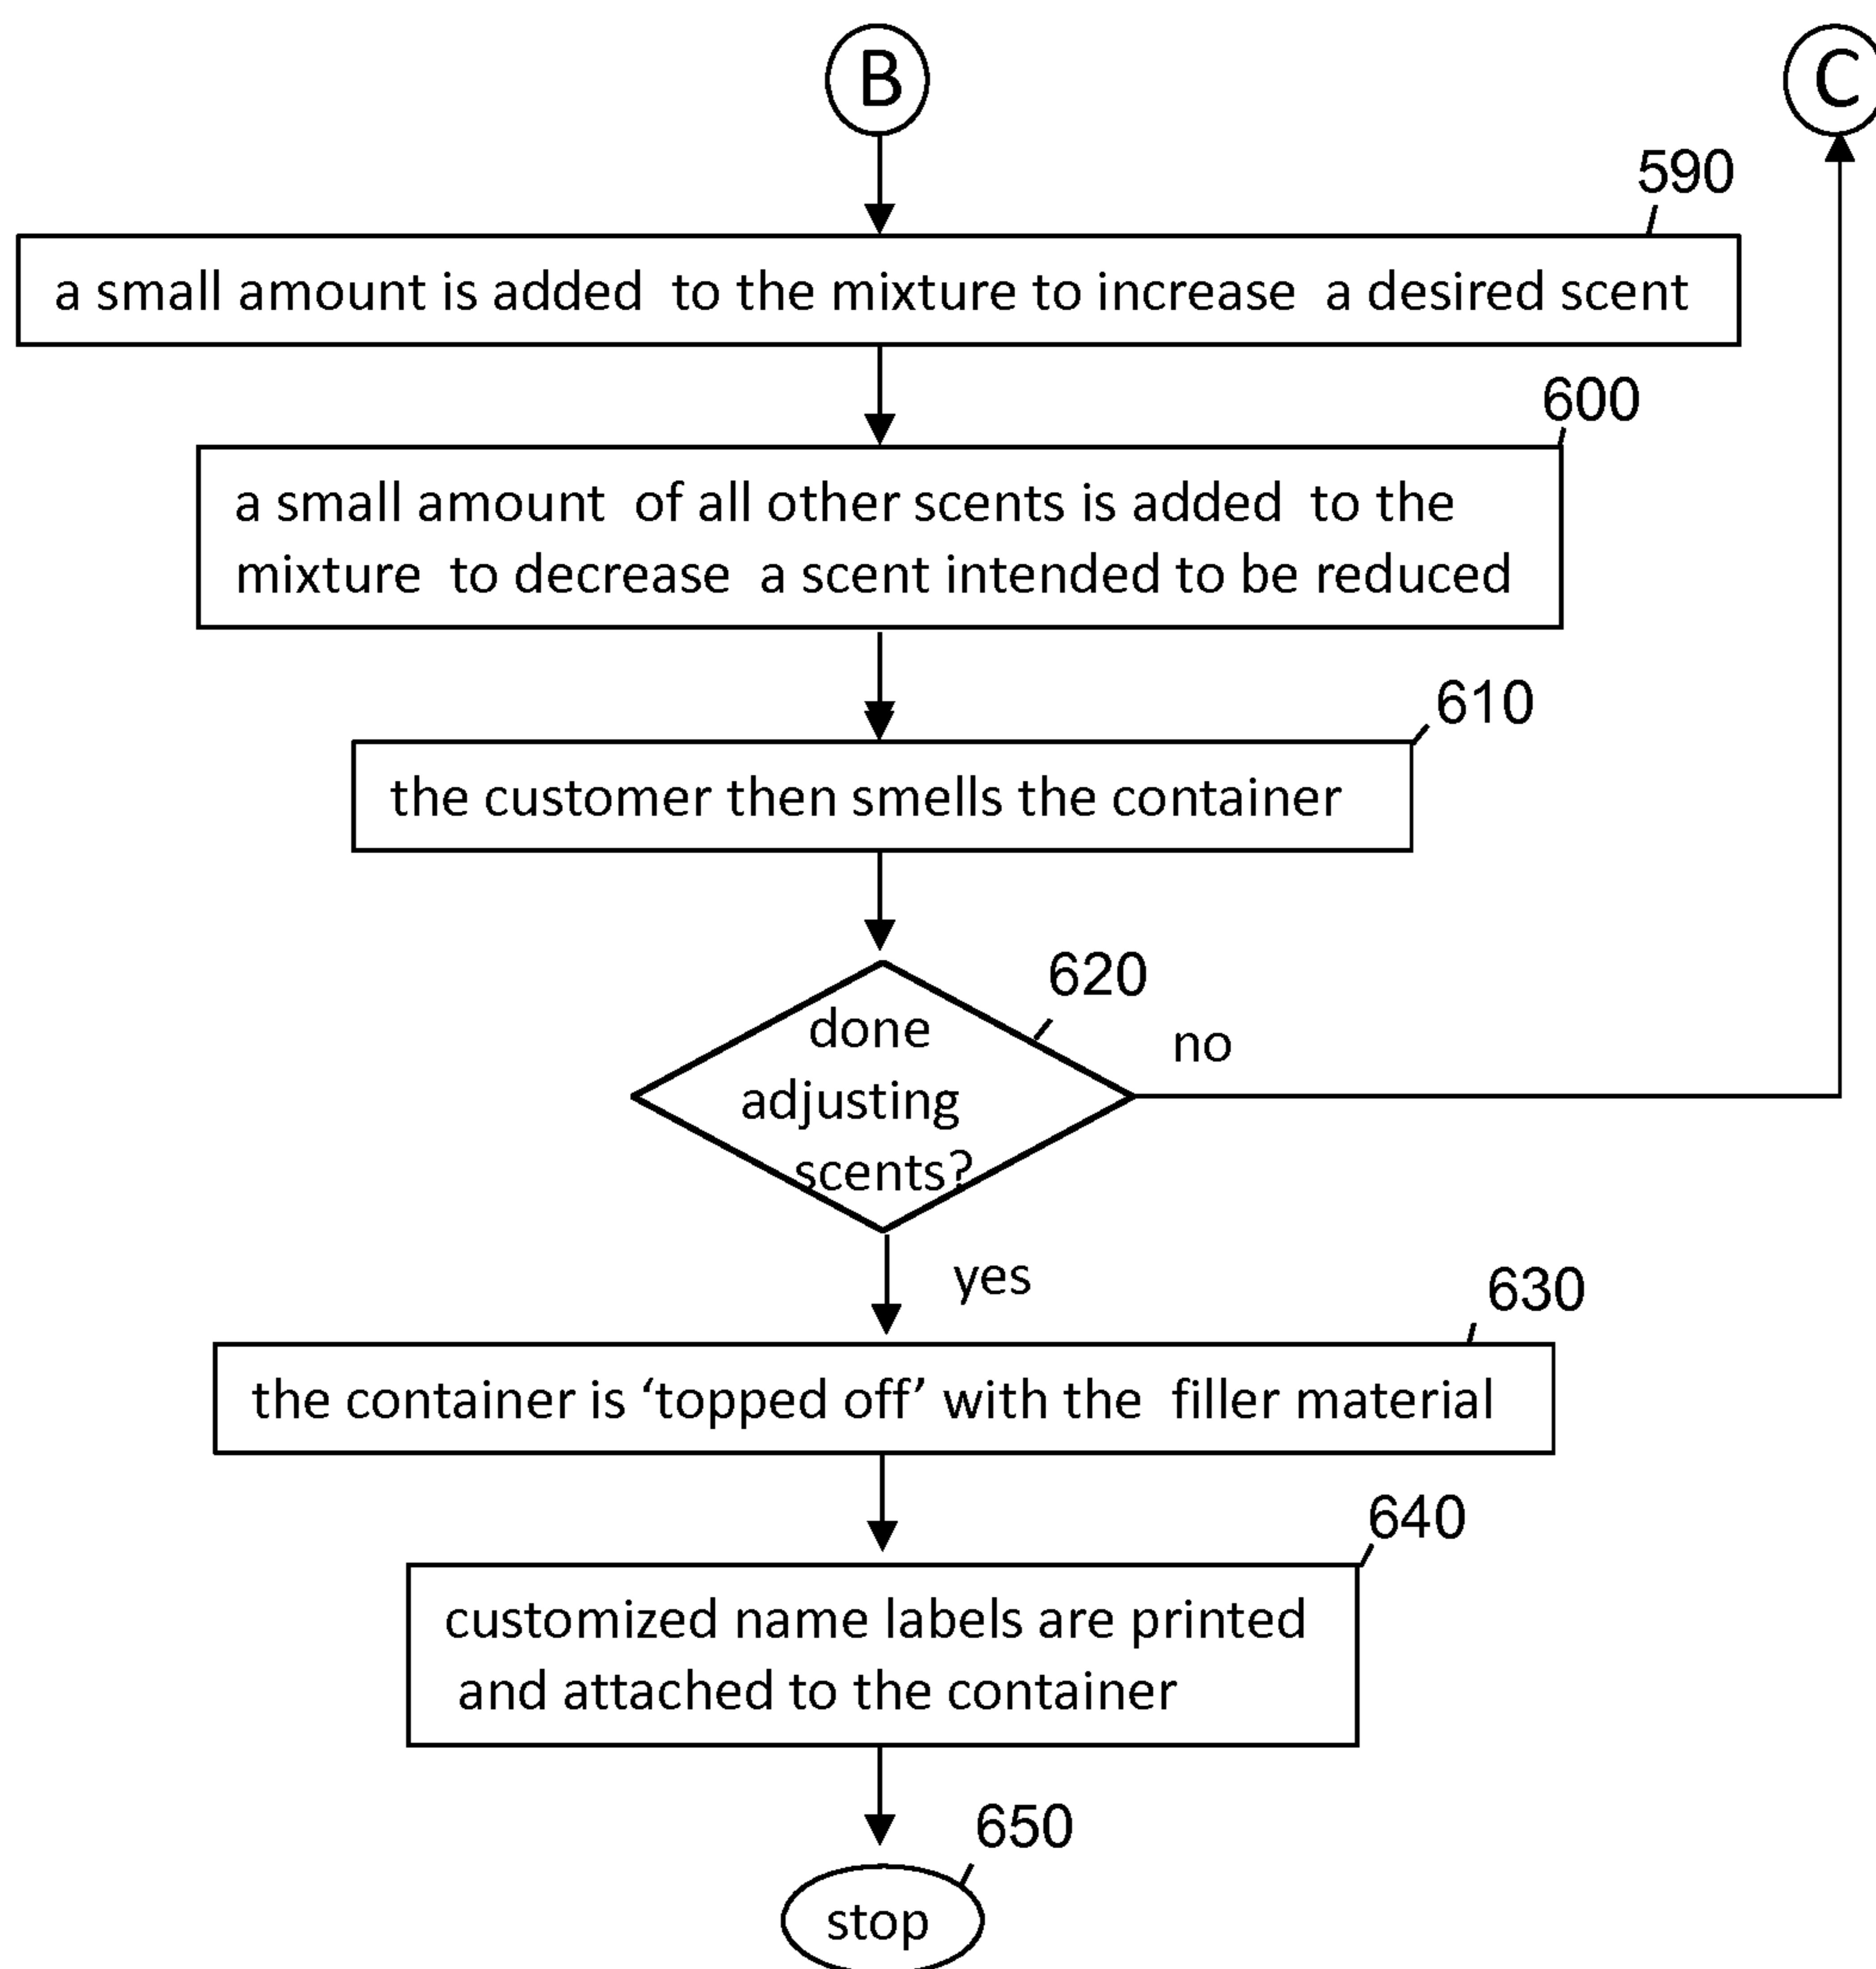 B
C
590
a small amount is added to the mixture to increase a desired scent
600
a small amount of all other scents is added to the
mixture to decrease a scent intended to be reduced
610
the customer then smells the container
620
done
adjusting
scents?
no
yes
630
the container is ‘topped off’ with the filler material
640
customized name labels are printed
and attached to the container
650
stop